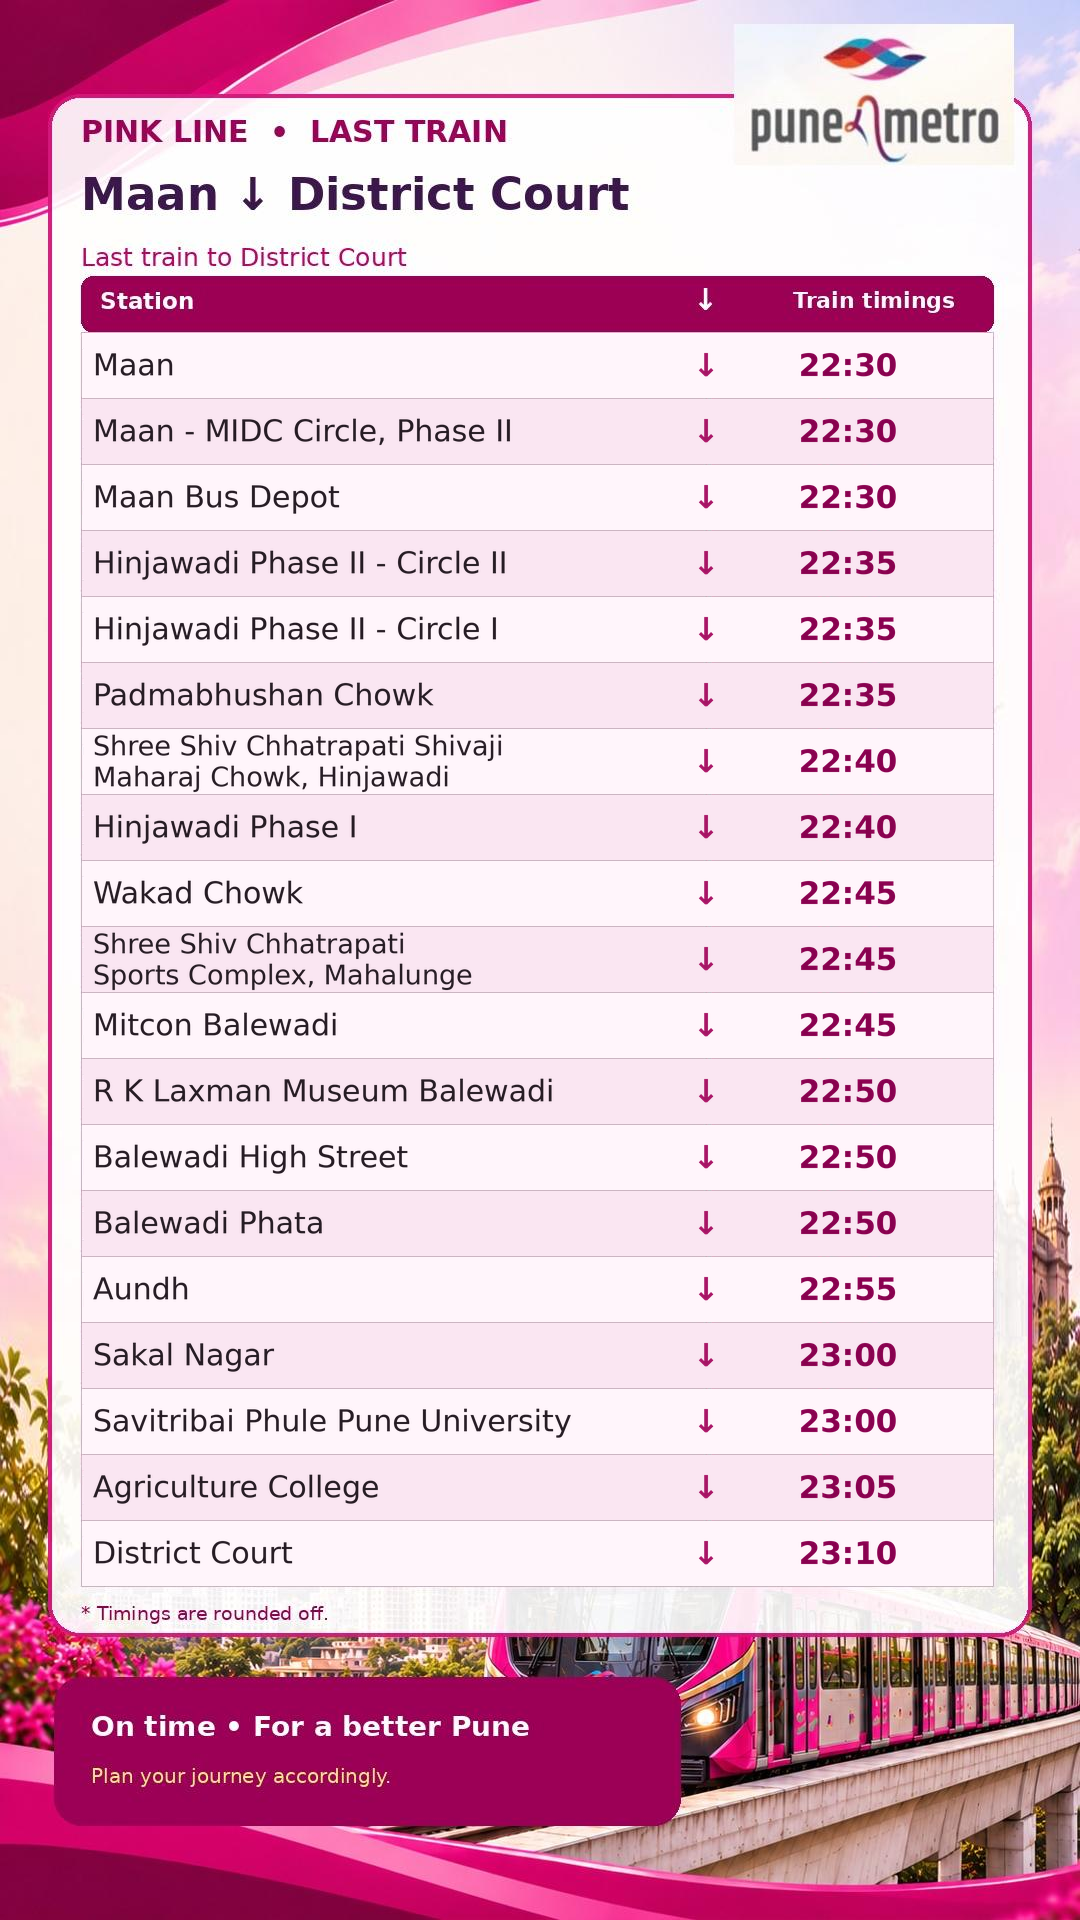 pune metro
PINK LINE • LAST TRAIN
Maan ↓ District Court
Last train to District Court
Station ↓ Train timings
Maan ↓ 22:30
Maan - MIDC Circle, Phase II ↓ 22:30
Maan Bus Depot ↓ 22:30
Hinjawadi Phase II - Circle II ↓ 22:35
Hinjawadi Phase II - Circle I ↓ 22:35
Padmabhushan Chowk ↓ 22:35
Shree Shiv Chhatrapati Shivaji
Maharaj Chowk, Hinjawadi ↓ 22:40
Hinjawadi Phase I ↓ 22:40
Wakad Chowk ↓ 22:45
Shree Shiv Chhatrapati
Sports Complex, Mahalunge ↓ 22:45
Mitcon Balewadi ↓ 22:45
R K Laxman Museum Balewadi ↓ 22:50
Balewadi High Street ↓ 22:50
Balewadi Phata ↓ 22:50
Aundh ↓ 22:55
Sakal Nagar ↓ 23:00
Savitribai Phule Pune University ↓ 23:00
Agriculture College ↓ 23:05
District Court ↓ 23:10
* Timings are rounded off.
On time • For a better Pune
Plan your journey accordingly.